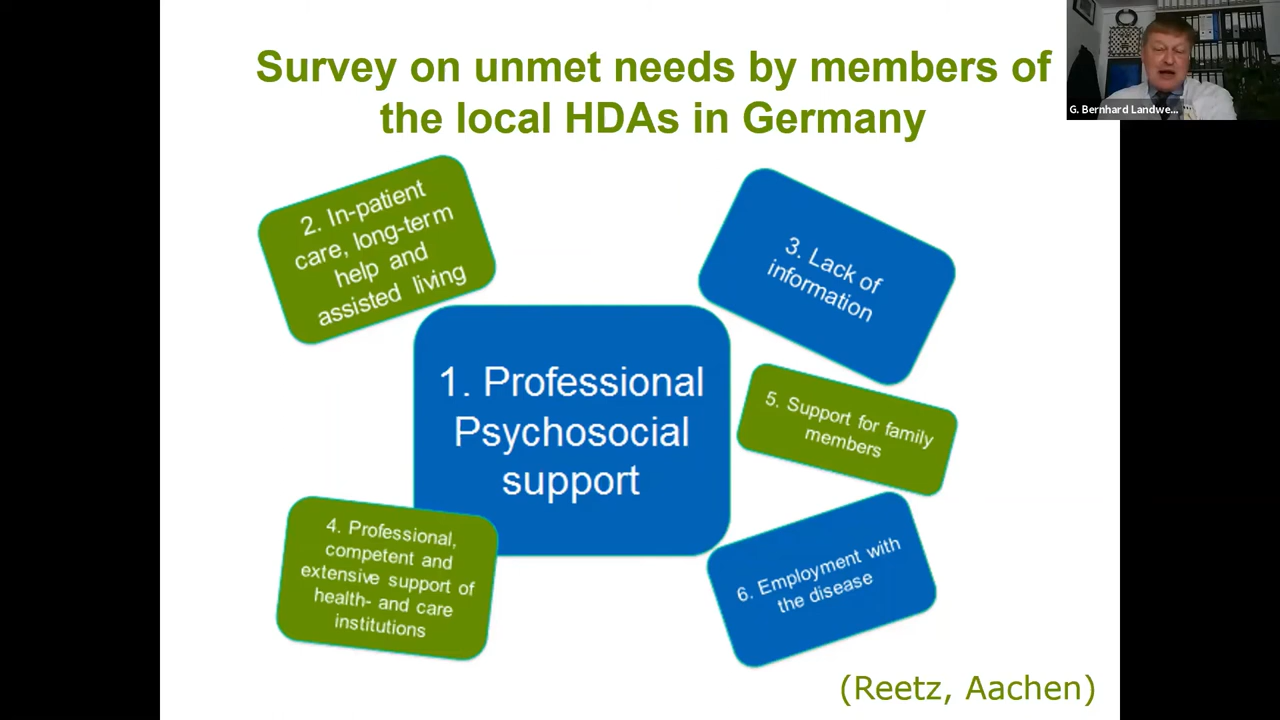 Survey on unmet needs by members of
the local HDAs in Germany
G. Bernhard Landwe...
2. In-patient
care, long-term
help and
assisted living
3. Lack of
information
1. Professional
Psychosocial
support
5. Support for family
members
4. Professional,
competent and
extensive support of
health- and care
institutions
6. Employment with
the disease
(Reetz, Aachen)